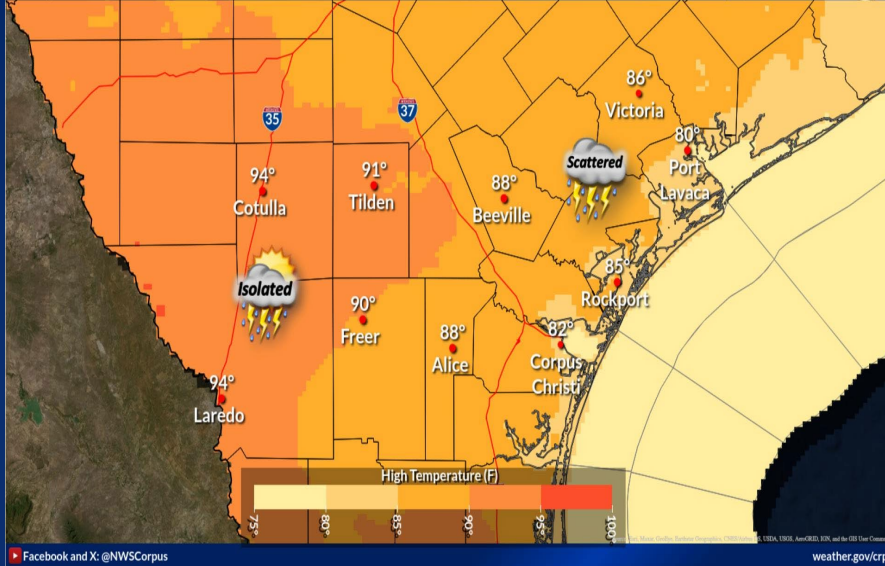 86°
Victoria
35
37
80°
Port
Lavaca
Scattered
94°
Cotulla
91°
Tilden
88°
Beeville
85°
Rockport
Isolated
90°
Freer
88°
Alice
82°
Corpus
Christi
94°
Laredo
High Temperature (F)
75°
80°
85°
90°
95°
100°
Facebook and X: @NWSCorpus
weather.gov/crp